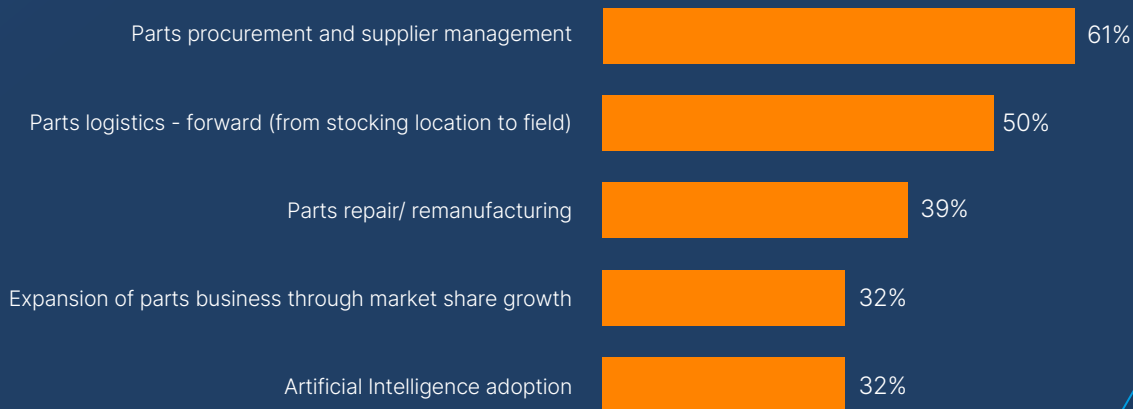 Parts procurement and supplier management 61%
Parts logistics - forward (from stocking location to field) 50%
Parts repair/ remanufacturing 39%
Expansion of parts business through market share growth 32%
Artificial Intelligence adoption 32%